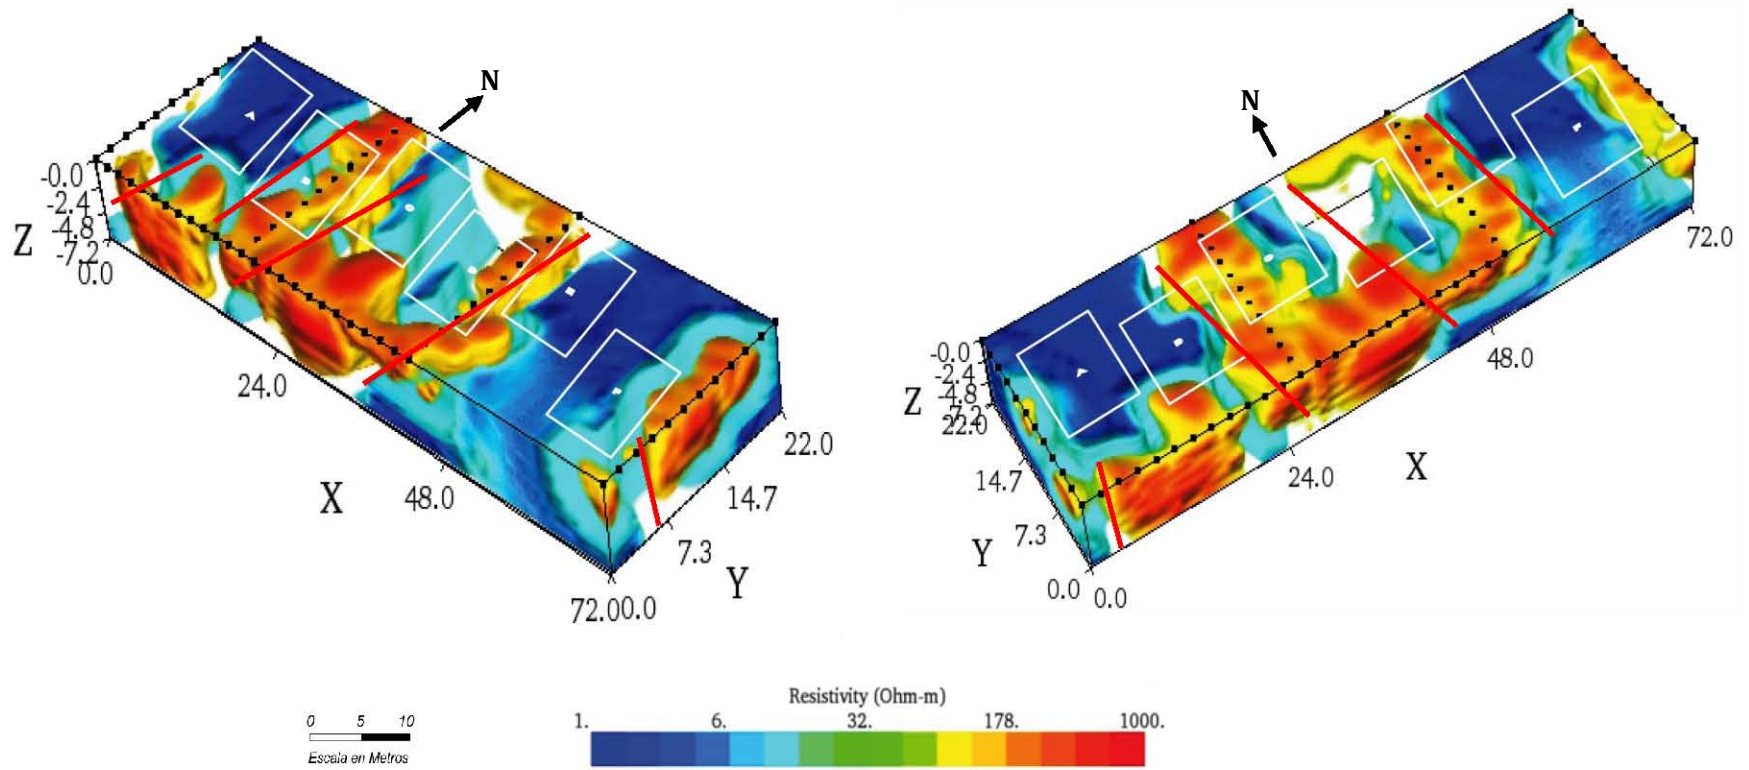 N
-0.0
-2.4
-4.8
-7.2
Z
0.0
24.0
X
48.0
72.00.0
7.3
Y
14.7
22.0
N
-0.0
-2.4
-4.8
7.2
Z
22.0
14.7
Y
7.3
0.0
0.0
24.0
X
48.0
72.0
Resistivity (Ohm-m)
1. 6. 32. 178. 1000.
0 5 10
Escala en Metros